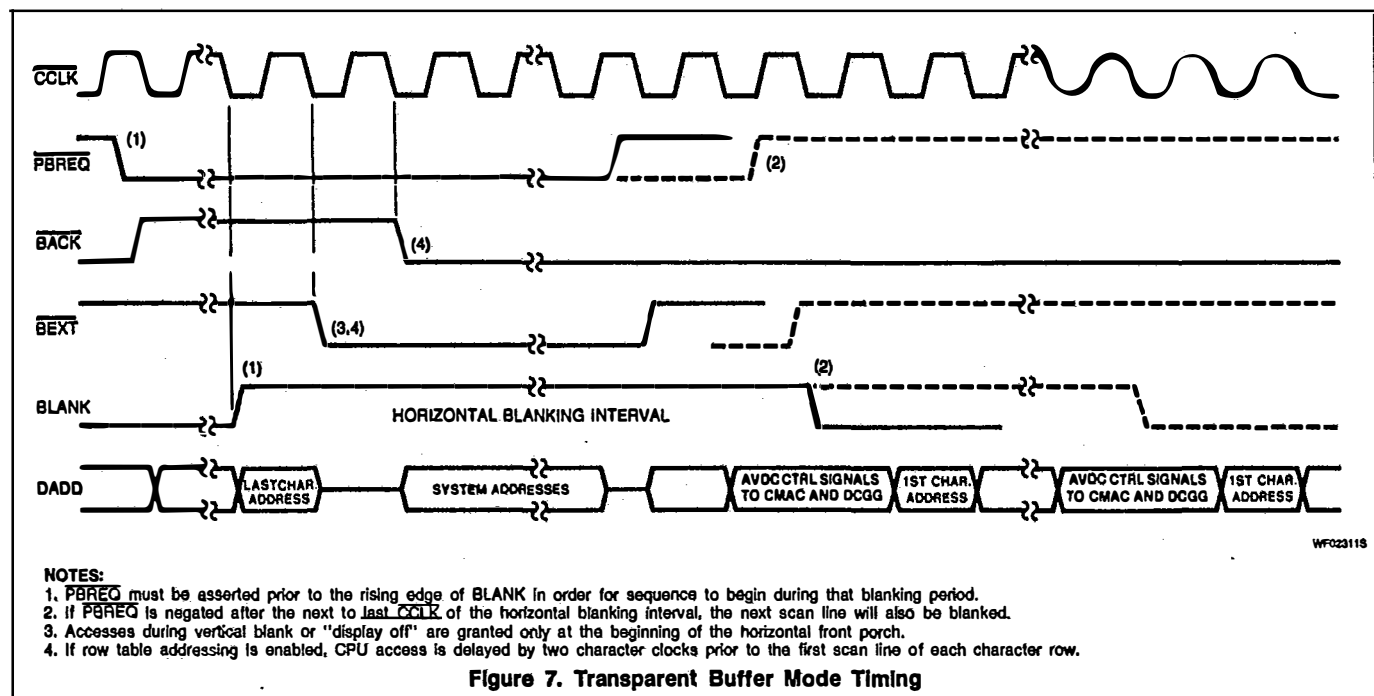 CCLK
PBREQ
(1)
(2)
BACK
(4)
BEXT
(3,4)
(1)
(2)
BLANK
HORIZONTAL BLANKING INTERVAL
DADD
LAST CHAR.
ADDRESS
SYSTEM ADDRESSES
AVDC CTRL SIGNALS
TO CMAC AND DCGG
1ST CHAR.
ADDRESS
AVDC CTRL SIGNALS
TO CMAC AND DCGG
1ST CHAR.
ADDRESS
WF02311S
NOTES:
1. PBREQ must be asserted prior to the rising edge of BLANK in order for sequence to begin during that blanking period.
2. If PBREQ is negated after the next to last CCLK of the horizontal blanking interval, the next scan line will also be blanked.
3. Accesses during vertical blank or "display off" are granted only at the beginning of the horizontal front porch.
4. If row table addressing is enabled, CPU access is delayed by two character clocks prior to the first scan line of each character row.
Figure 7. Transparent Buffer Mode Timing